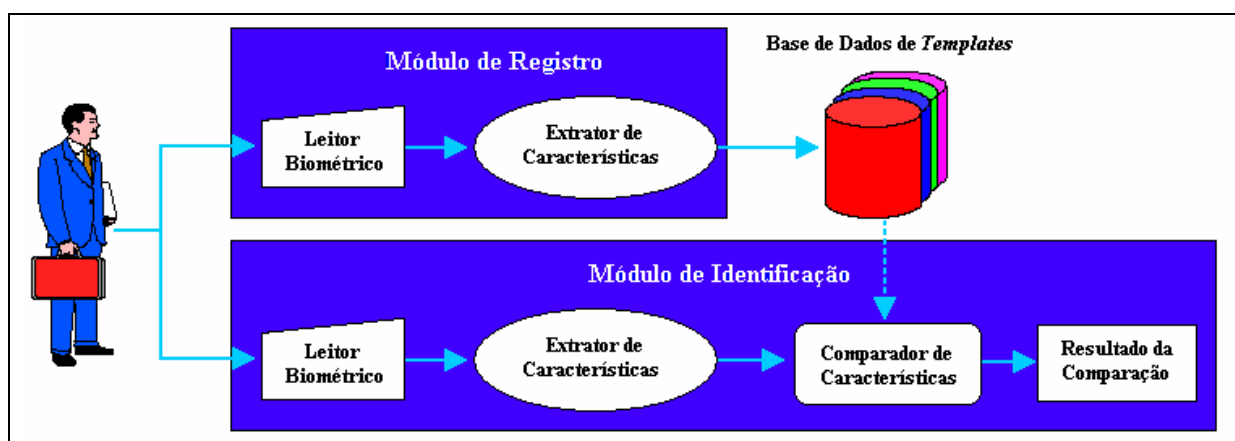 Módulo de Registro
Base de Dados de Templates
Leitor
Biométrico
Extrator de
Características
Módulo de Identificação
Leitor
Biométrico
Extrator de
Características
Comparador de
Características
Resultado da
Comparação